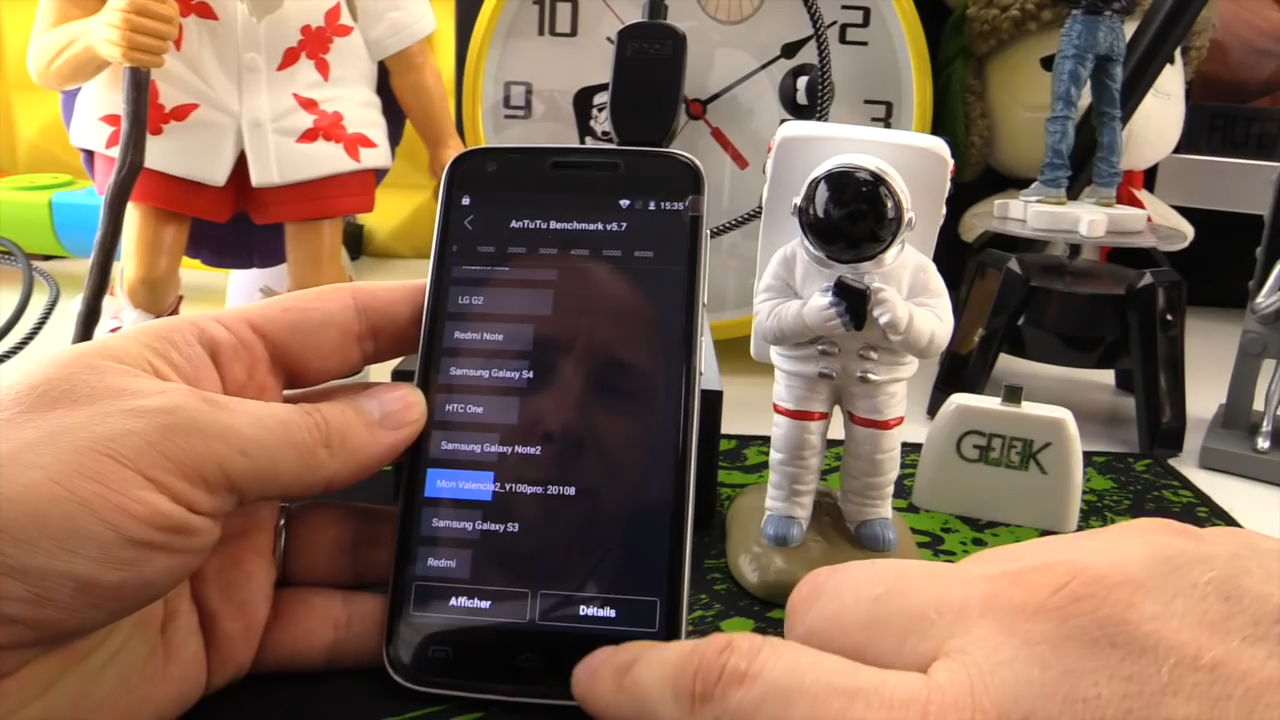 10
2
9
3
15:35
AnTuTu Benchmark v5.7
0 10000 20000 30000 40000 50000 60000
LG G2
Redmi Note
Samsung Galaxy S4
HTC One
Samsung Galaxy Note2
Mon Valencia2_Y100pro: 20108
Samsung Galaxy S3
Redmi
Afficher
Détails
GEEK